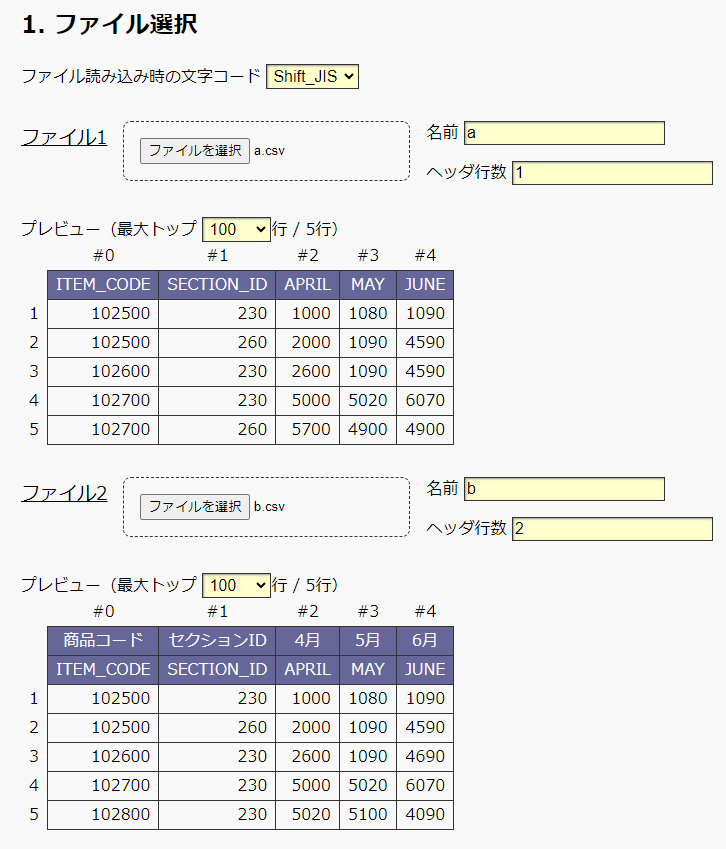 1. ファイル選択
ファイル読み込み時の文字コード Shift_JIS
ファイル1 ファイルを選択 a.csv 名前 a
ヘッダ行数 1
プレビュー（最大トップ 100 行 / 5行）
#0 #1 #2 #3 #4
ITEM_CODE SECTION_ID APRIL MAY JUNE
1 102500 230 1000 1080 1090
2 102500 260 2000 1090 4590
3 102600 230 2600 1090 4590
4 102700 230 5000 5020 6070
5 102700 260 5700 4900 4900
ファイル2 ファイルを選択 b.csv 名前 b
ヘッダ行数 2
プレビュー（最大トップ 100 行 / 5行）
#0 #1 #2 #3 #4
商品コード セクションID 4月 5月 6月
ITEM_CODE SECTION_ID APRIL MAY JUNE
1 102500 230 1000 1080 1090
2 102500 260 2000 1090 4590
3 102600 230 2600 1090 4690
4 102700 230 5000 5020 6070
5 102800 230 5020 5100 4090